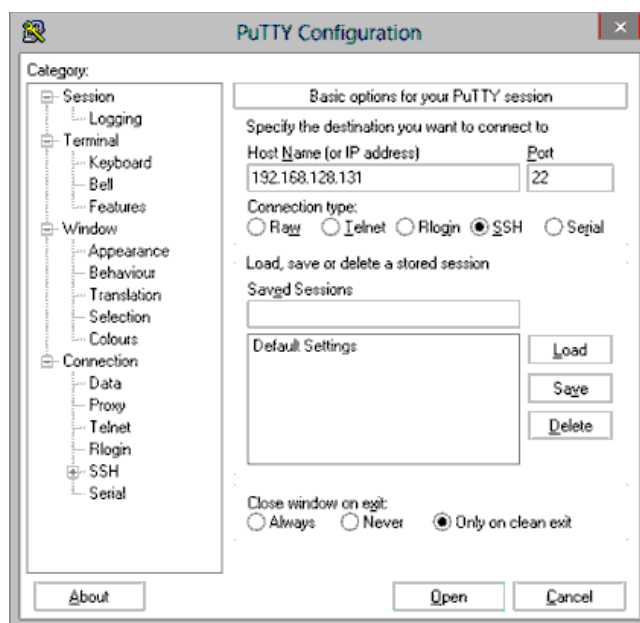 PuTTY Configuration
Category:
Session
Logging
Terminal
Keyboard
Bell
Features
Window
Appearance
Behaviour
Translation
Selection
Colours
Connection
Data
Proxy
Telnet
Rlogin
SSH
Serial
Basic options for your PuTTY session
Specify the destination you want to connect to
Host Name (or IP address) Port
192.168.128.131 22
Connection type:
Raw Telnet Rlogin SSH Serial
Load, save or delete a stored session
Saved Sessions
Default Settings
Load
Save
Delete
Close window on exit:
Always Never Only on clean exit
About Open Cancel